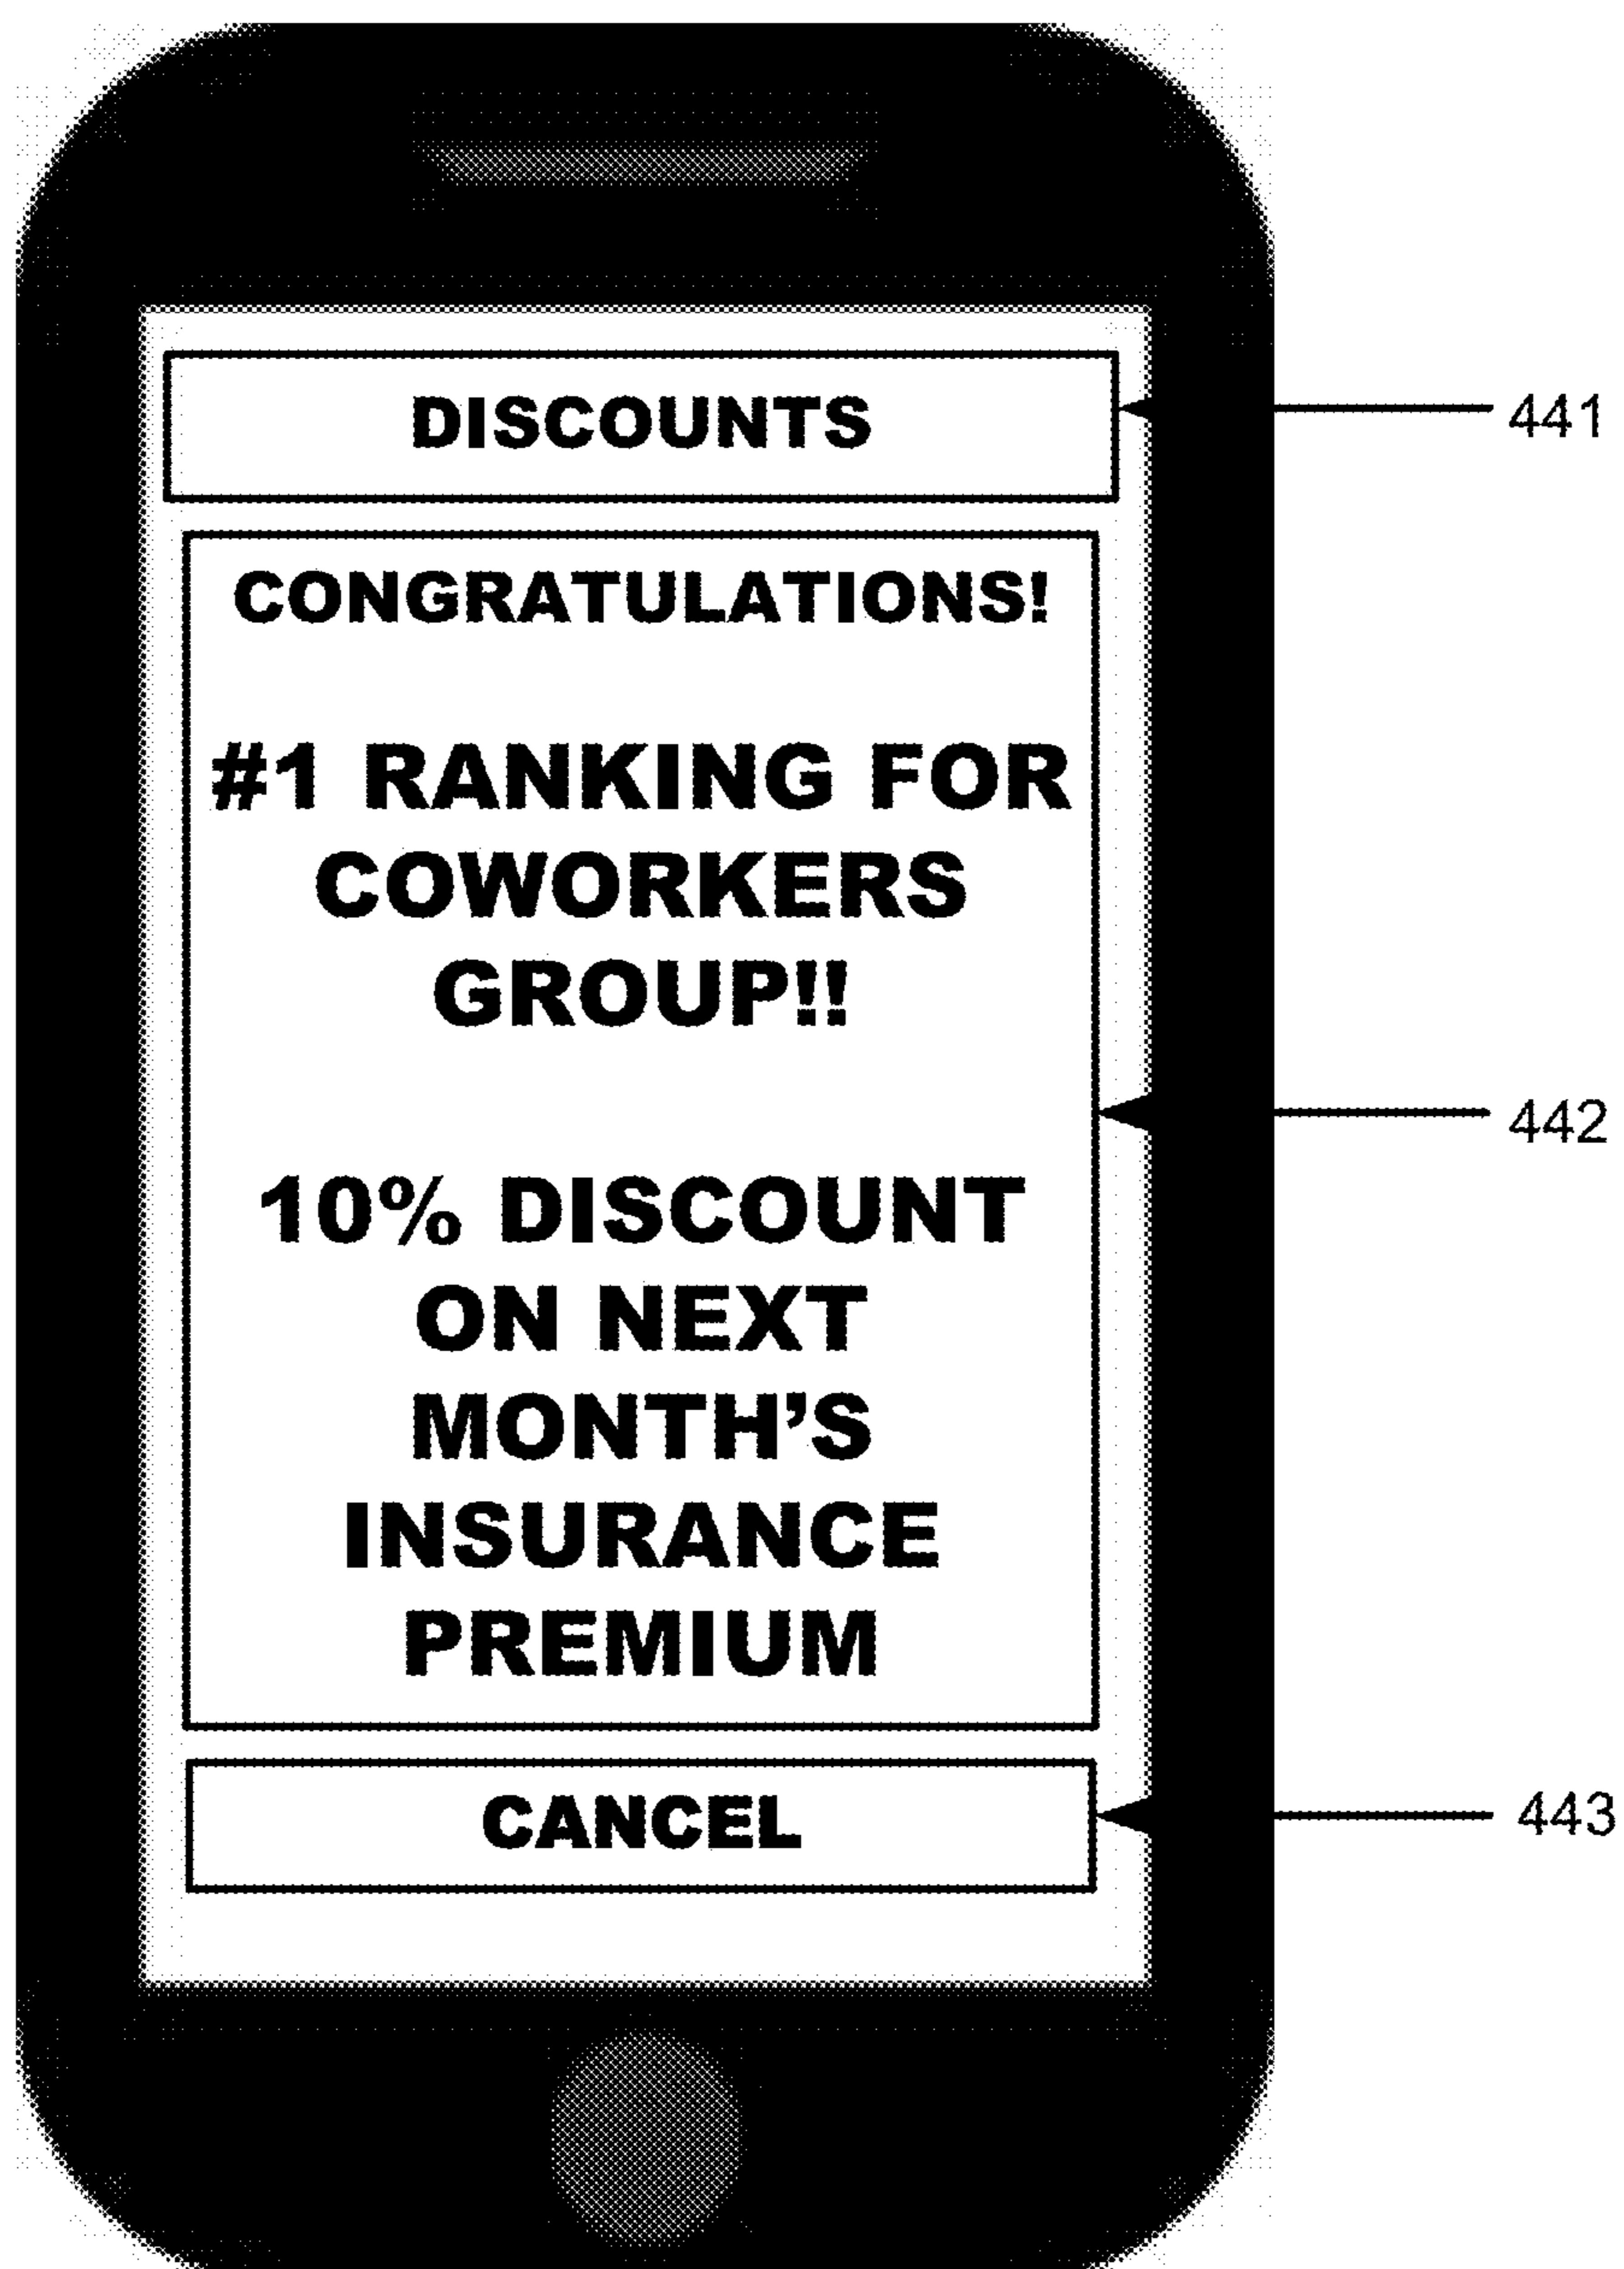 DISCOUNTS
441
CONGRATULATIONS!
#1 RANKING FOR
COWORKERS
GROUP!!
442
10% DISCOUNT
ON NEXT
MONTH’S
INSURANCE
PREMIUM
CANCEL
443